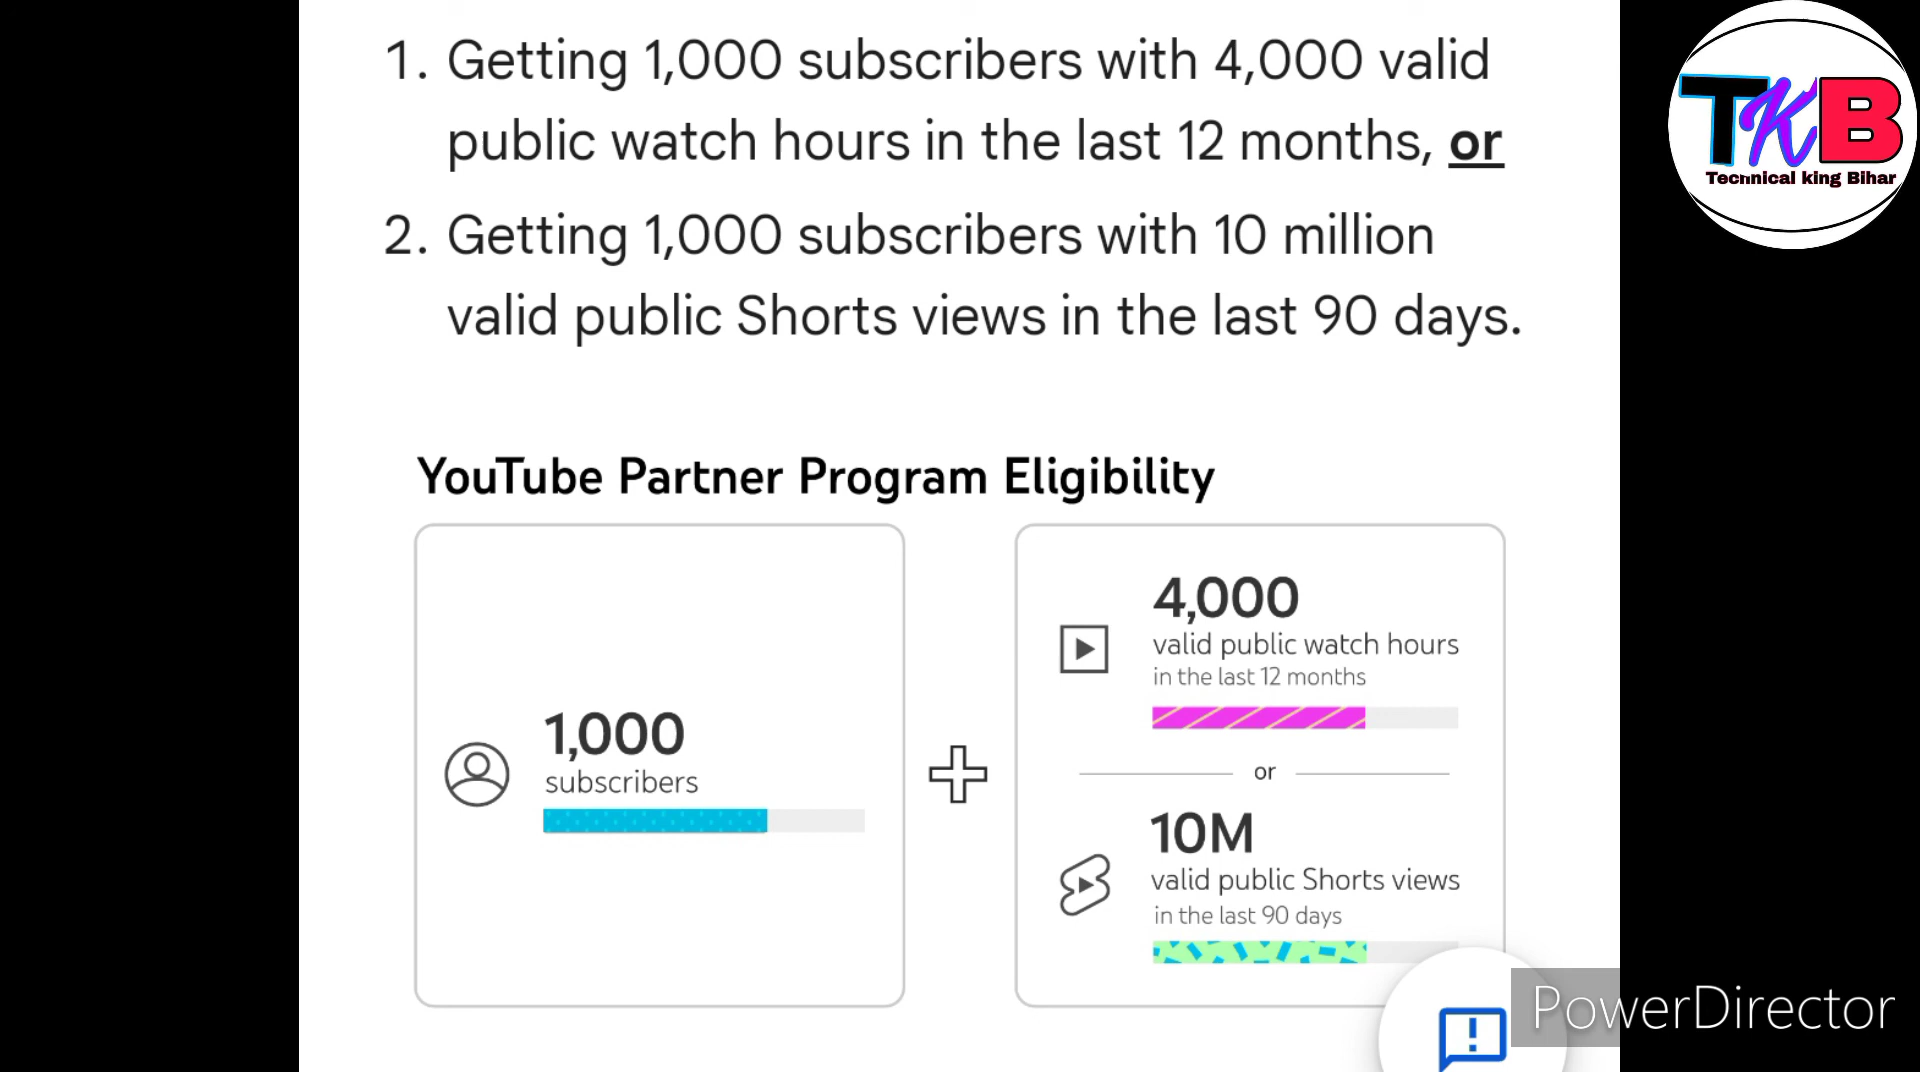 1. Getting 1,000 subscribers with 4,000 valid
public watch hours in the last 12 months, or
2. Getting 1,000 subscribers with 10 million
valid public Shorts views in the last 90 days.
TKB
Technical king Bihar
YouTube Partner Program Eligibility
1,000
subscribers
4,000
valid public watch hours
in the last 12 months
or
10M
valid public Shorts views
in the last 90 days
PowerDirector